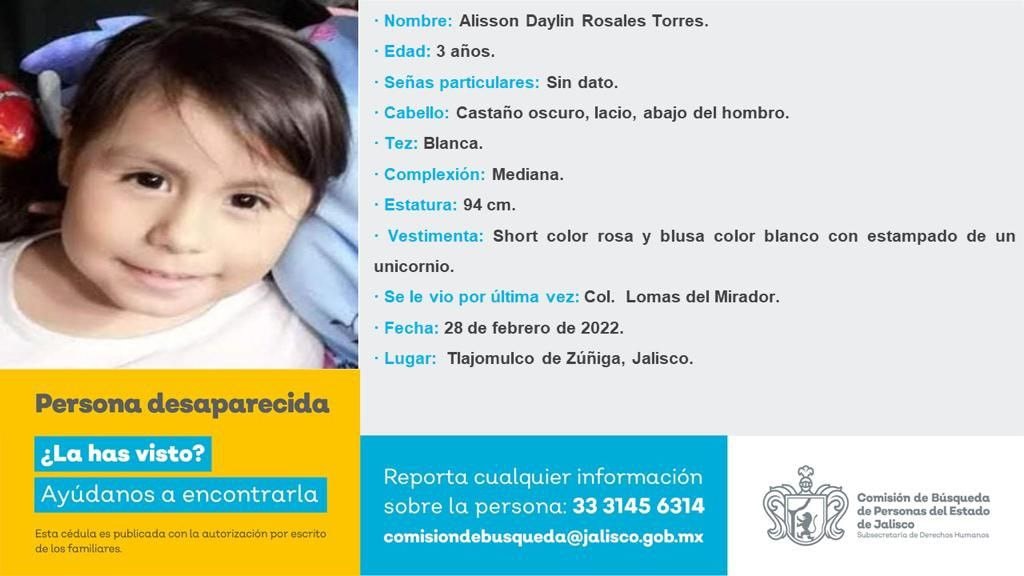 · Nombre: Alisson Daylin Rosales Torres.
· Edad: 3 años.
· Señas particulares: Sin dato.
· Cabello: Castaño oscuro, lacio, abajo del hombro.
· Tez: Blanca.
· Complexión: Mediana.
· Estatura: 94 cm.
· Vestimenta: Short color rosa y blusa color blanco con estampado de un
unicornio.
· Se le vio por última vez: Col. Lomas del Mirador.
· Fecha: 28 de febrero de 2022.
· Lugar: Tlajomulco de Zúñiga, Jalisco.
Persona desaparecida
¿La has visto?
Ayúdanos a encontrarla
Esta cédula es publicada con la autorización por escrito
de los familiares.
Reporta cualquier información
sobre la persona: 33 3145 6314
comisiondebusqueda@jalisco.gob.mx
Comisión de Búsqueda
de Personas del Estado
de Jalisco
Subsecretaría de Derechos Humanos